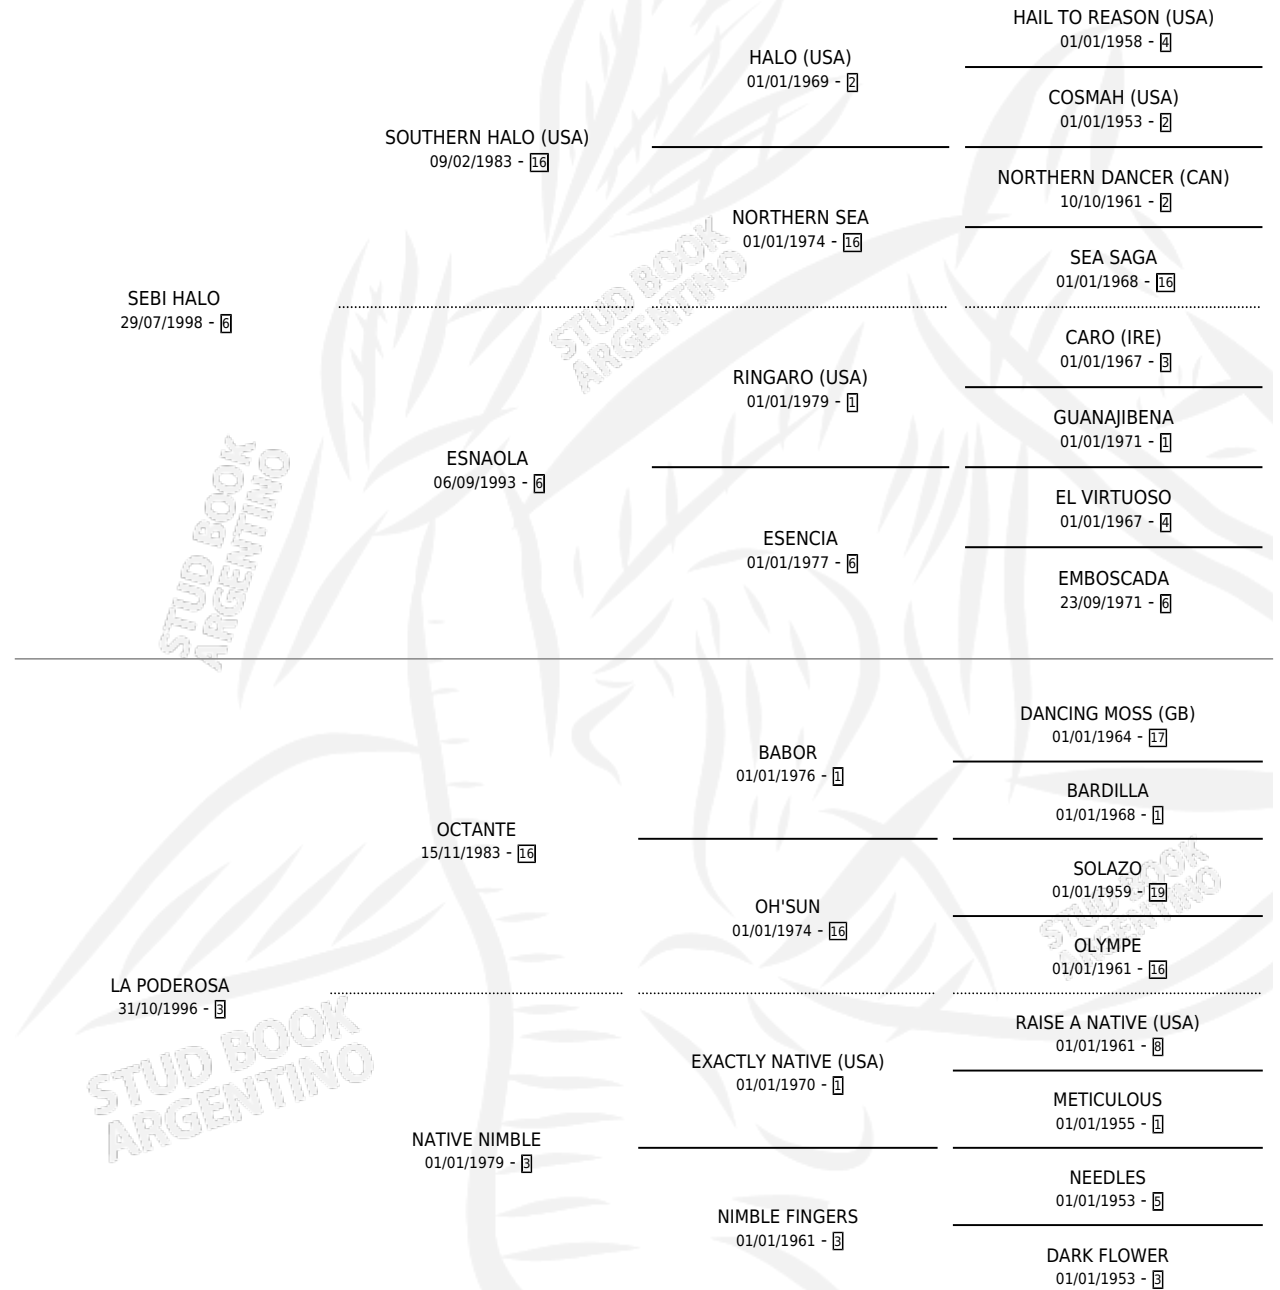 HAIL TO REASON (USA)
01/01/1958 - 4
HALO (USA)
01/01/1969 - 2
COSMAH (USA)
01/01/1953 - 2
SOUTHERN HALO (USA)
09/02/1983 - 16
NORTHERN DANCER (CAN)
10/10/1961 - 2
NORTHERN SEA
01/01/1974 - 16
SEA SAGA
01/01/1968 - 16
STUD BOOK
ARGENTINO
SEBI HALO
29/07/1998 - 6
CARO (IRE)
01/01/1967 - 3
RINGARO (USA)
01/01/1979 - 1
GUANAJIBENA
01/01/1971 - 1
ESNAOLA
06/09/1993 - 6
EL VIRTUOSO
01/01/1967 - 4
ESENCIA
01/01/1977 - 6
EMBOSCADA
23/09/1971 - 6
STUD BOOK
ARGENTINO
DANCING MOSS (GB)
01/01/1964 - 17
BABOR
01/01/1976 - 1
BARDILLA
01/01/1968 - 1
OCTANTE
15/11/1983 - 16
SOLAZO
01/01/1959 - 19
OH'SUN
01/01/1974 - 16
STUD BOOK
ARGENTINO
OLYMPE
01/01/1961 - 16
LA PODEROSA
31/10/1996 - 3
RAISE A NATIVE (USA)
01/01/1961 - 8
EXACTLY NATIVE (USA)
01/01/1970 - 1
METICULOUS
01/01/1955 - 1
STUD BOOK
ARGENTINO
NATIVE NIMBLE
01/01/1979 - 3
NEEDLES
01/01/1953 - 5
NIMBLE FINGERS
01/01/1961 - 3
DARK FLOWER
01/01/1953 - 3